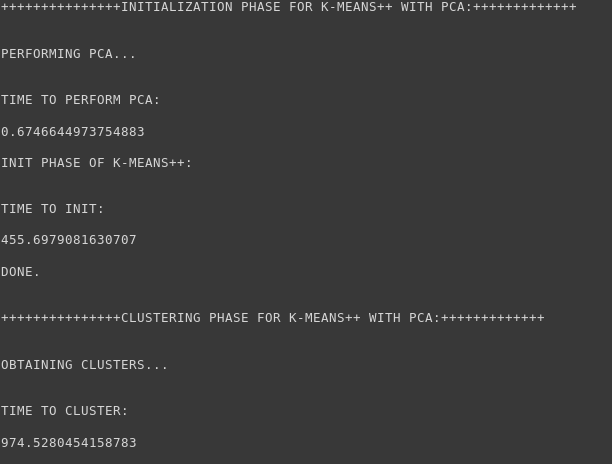 +++++++++++++++INITIALIZATION PHASE FOR K-MEANS++ WITH PCA:+++++++++++++
PERFORMING PCA...
TIME TO PERFORM PCA:
0.6746644973754883
INIT PHASE OF K-MEANS++:
TIME TO INIT:
455.6979081630707
DONE.
+++++++++++++++CLUSTERING PHASE FOR K-MEANS++ WITH PCA:+++++++++++++
OBTAINING CLUSTERS...
TIME TO CLUSTER:
974.5280454158783